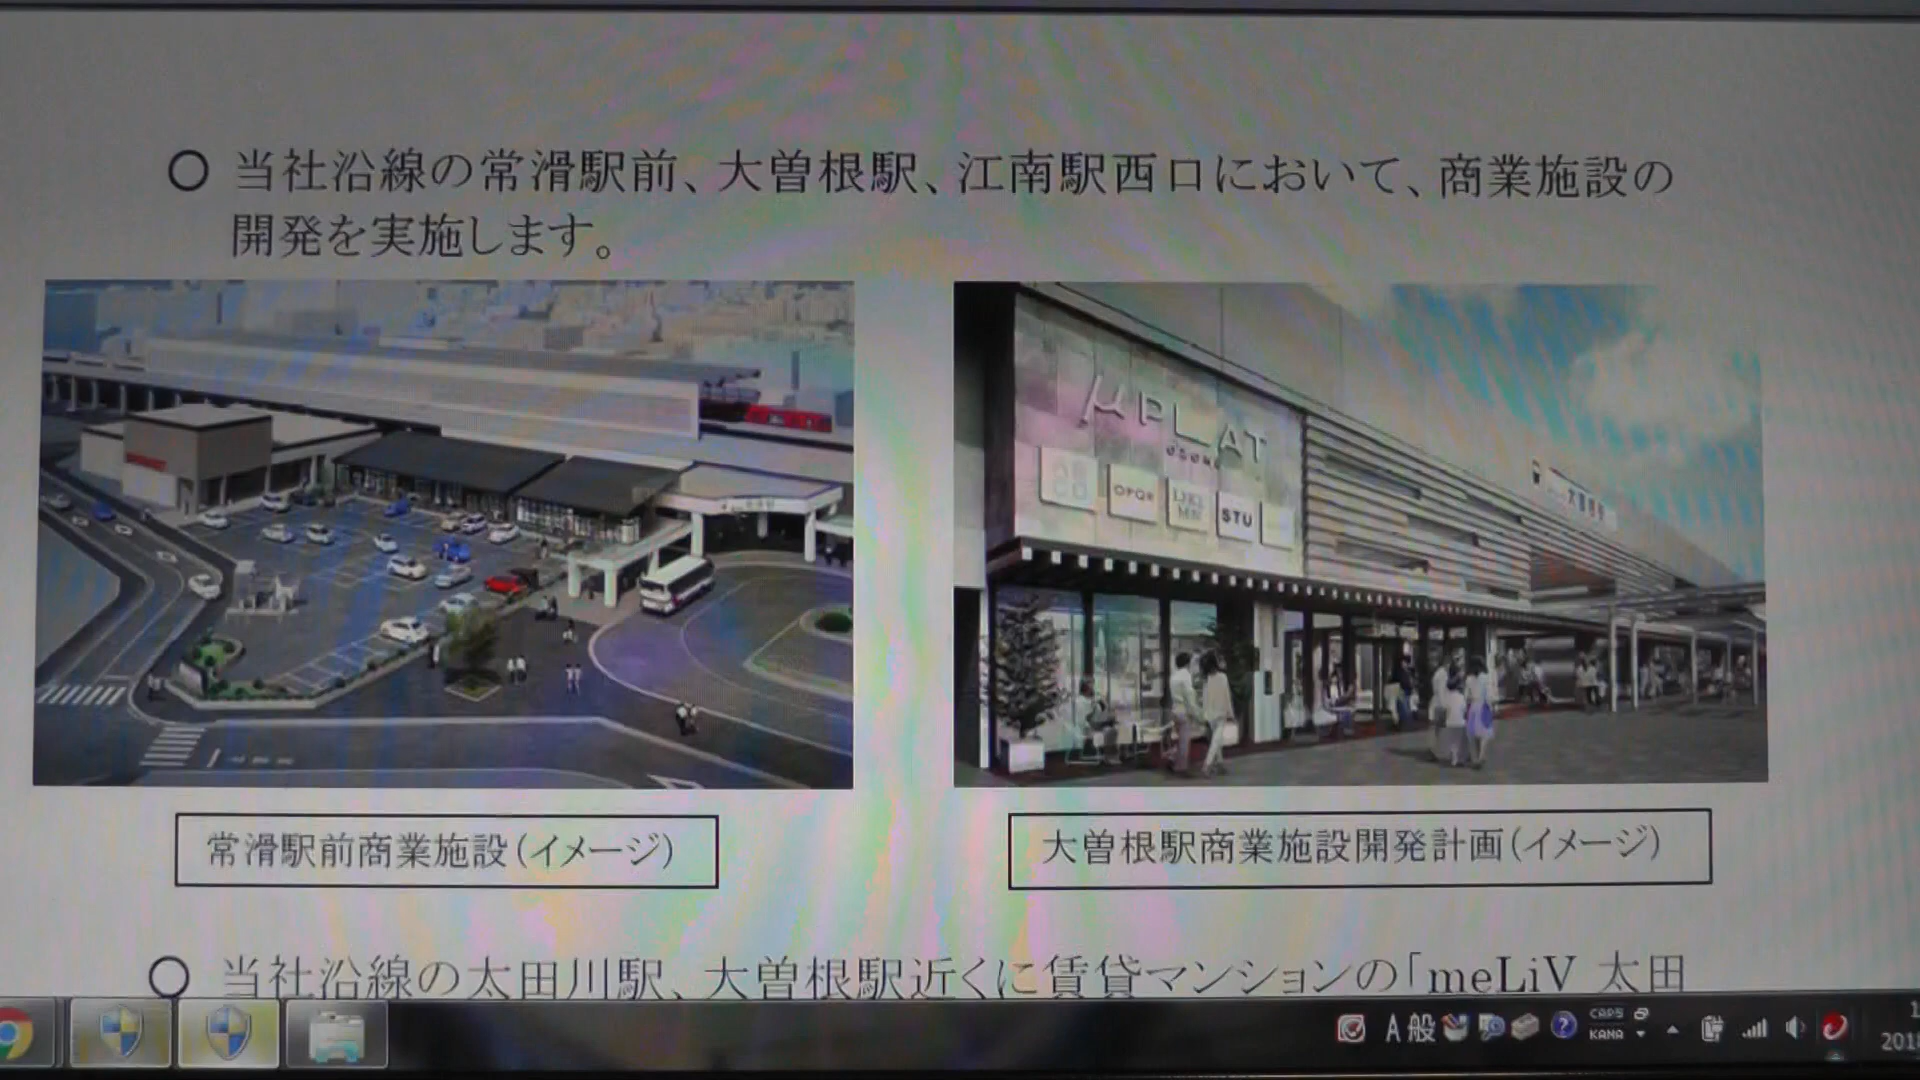 ○ 当社沿線の常滑駅前、大曽根駅、江南駅西口において、商業施設の
開発を実施します。
μPLAT
OPQR
IJKL
MN
STU
常滑駅前商業施設(イメージ)
大曽根駅商業施設開発計画(イメージ)
○ 当社沿線の太田川駅、大曽根駅近くに賃貸マンションの「meLiV 太田
A 般
CAPS
KANA